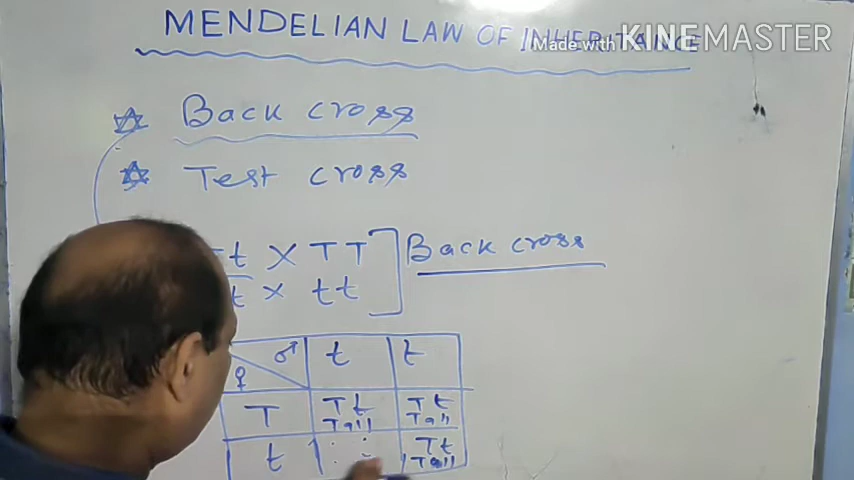 MENDELIAN LAW OF INHERITANCE
Made with KINEMASTER
Back cross
Test cross
Tt X TT
t X tt
Back cross
♀ ♂ t t
T Tt Tall Tt Tall
t Tt Tall